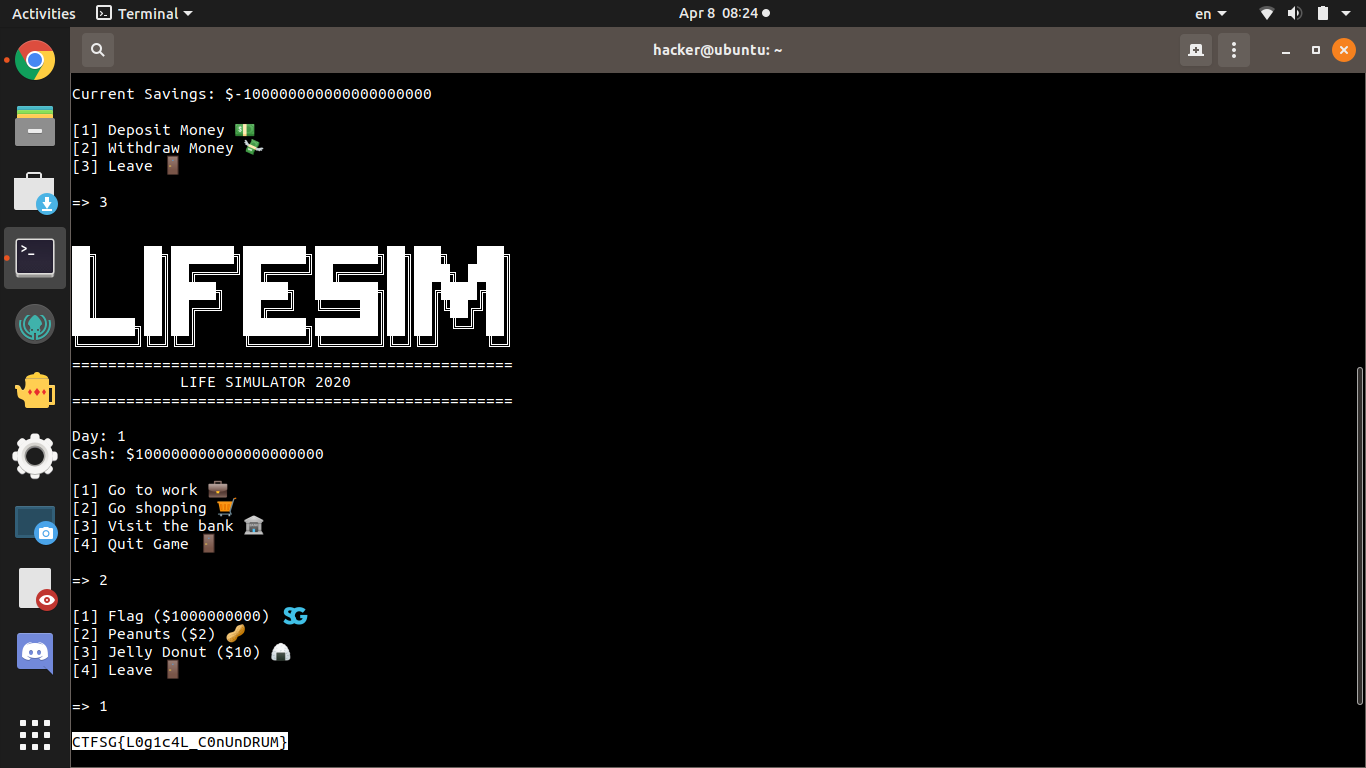 Activities Terminal Apr 8 08:24 en
hacker@ubuntu: ~
Current Savings: $-100000000000000000000
[1] Deposit Money 💵
[2] Withdraw Money 💸
[3] Leave 🚪
=> 3
LIFESIM
=================================================
LIFE SIMULATOR 2020
=================================================
Day: 1
Cash: $100000000000000000000
[1] Go to work 💼
[2] Go shopping 🛒
[3] Visit the bank 🏦
[4] Quit Game 🚪
=> 2
[1] Flag ($1000000000) SG
[2] Peanuts ($2) 🥜
[3] Jelly Donut ($10) 🍙
[4] Leave 🚪
=> 1
CTFSG{L0g1c4L_C0nUnDRUM}